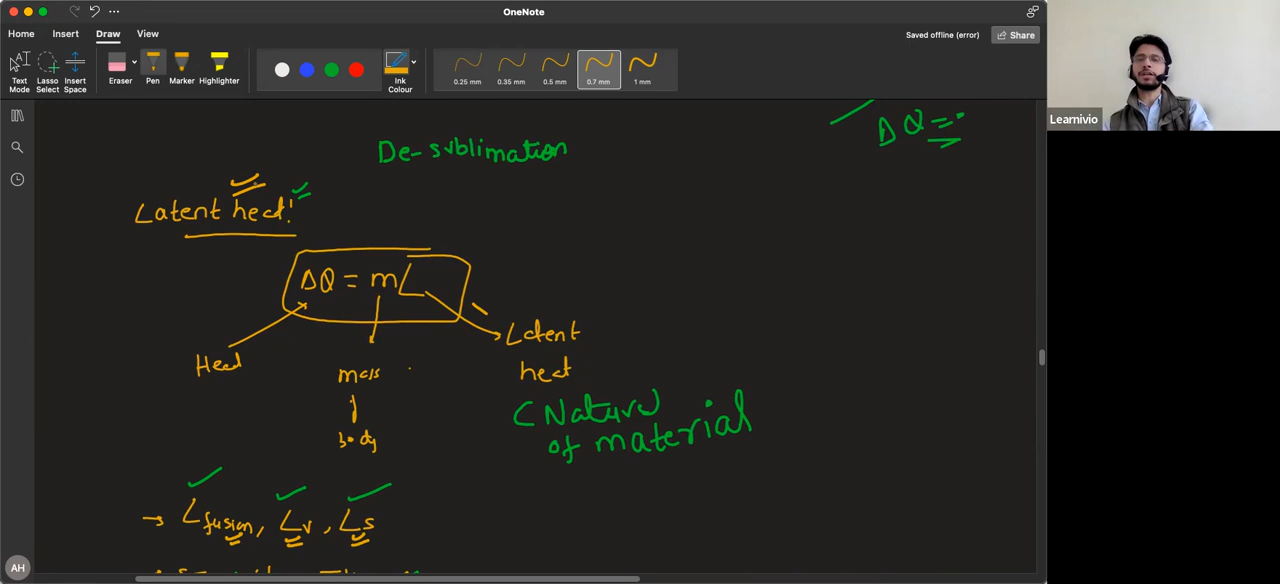 OneNote
Home Insert Draw View
Saved offline (error) Share
Text Mode Lasso Select Insert Space Eraser Pen Marker Highlighter Ink Colour 0.25 mm 0.35 mm 0.5 mm 0.7 mm 1 mm
Learnivio
ΔQ =
De-sublimation
Latent heat!
ΔQ = mL
Head
mass
body
Latent
heat
(Nature)
of material
→ Lfusion, Lv, Ls
AH